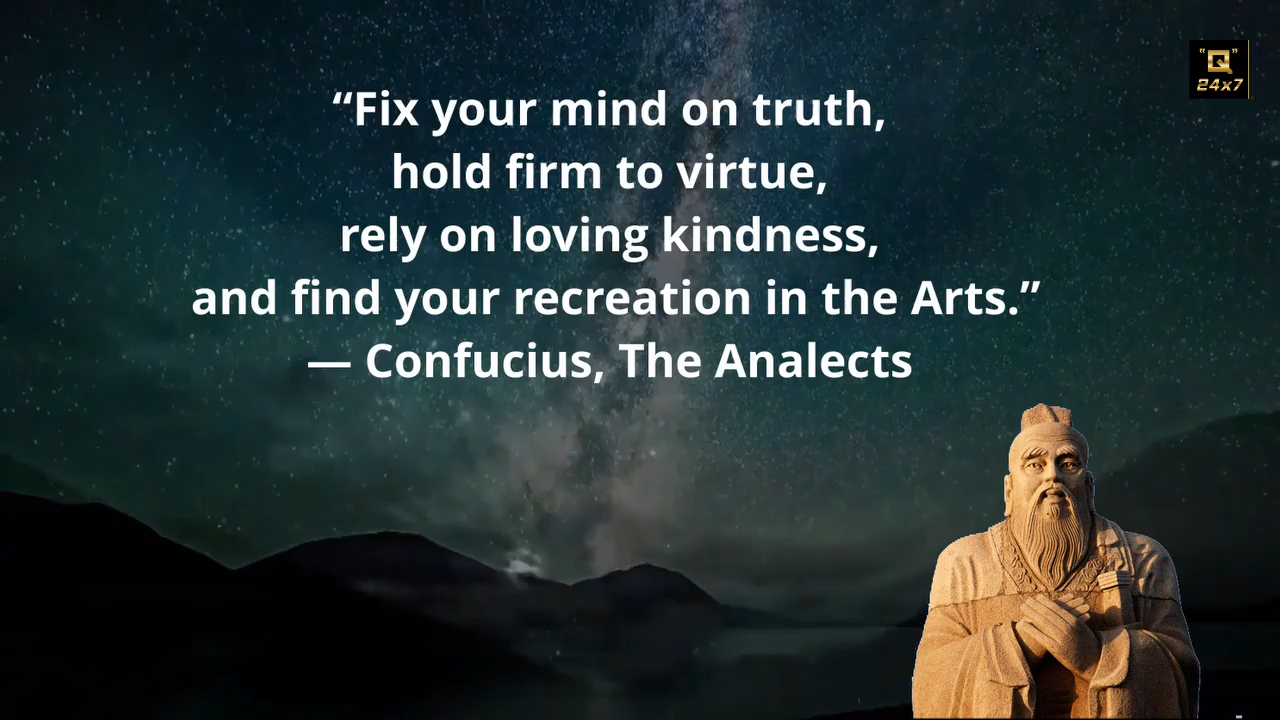 “Fix your mind on truth,
hold firm to virtue,
rely on loving kindness,
and find your recreation in the Arts.”
— Confucius, The Analects
"Q"
24x7